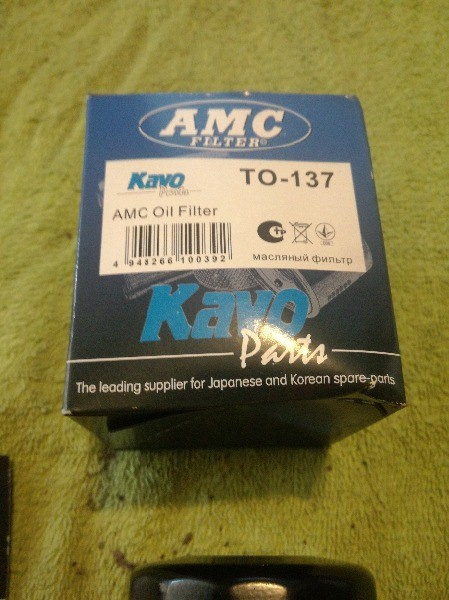 AMC
FILTER®
Kavo
Parts
TO-137
AMC Oil Filter
4 948266 100392
масляный фильтр
Kavo
Parts
The leading supplier for Japanese and Korean spare-parts